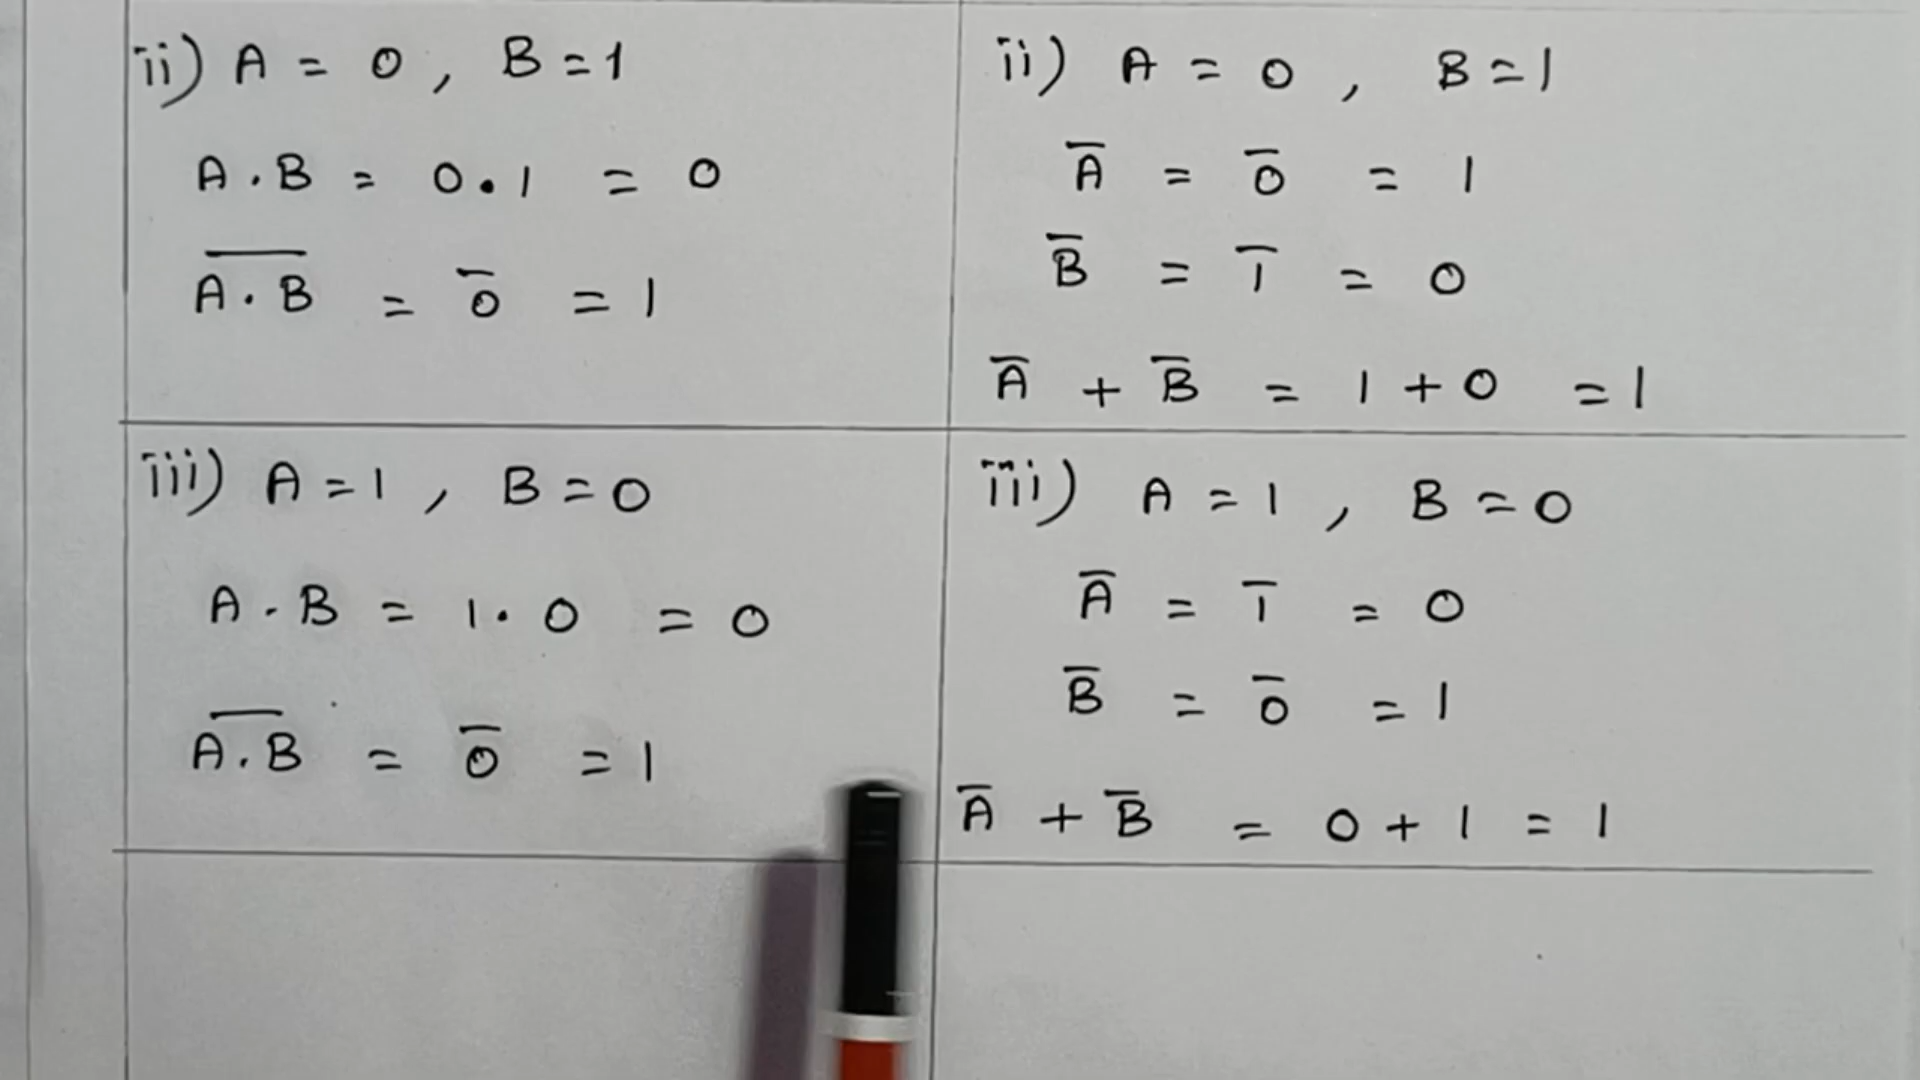 ii) A = 0 , B = 1
A . B = 0 . 1 = 0
A̅ ̅.̅ ̅B̅ = 0̅ = 1
ii) A = 0 , B = 1
A̅ = 0̅ = 1
B̅ = 1̅ = 0
A̅ + B̅ = 1 + 0 = 1
iii) A = 1 , B = 0
A . B = 1 . 0 = 0
A̅ ̅.̅ ̅B̅ = 0̅ = 1
iii) A = 1 , B = 0
A̅ = 1̅ = 0
B̅ = 0̅ = 1
A̅ + B̅ = 0 + 1 = 1